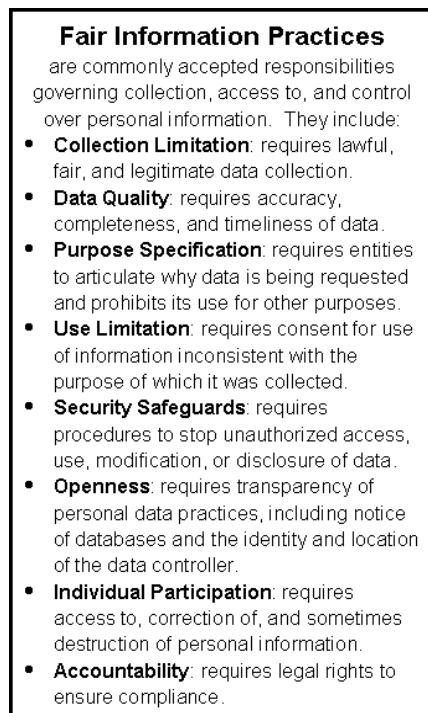 Fair Information Practices
are commonly accepted responsibilities
governing collection, access to, and control
over personal information.  They include:
• Collection Limitation: requires lawful,
fair, and legitimate data collection.
• Data Quality: requires accuracy,
completeness, and timeliness of data.
• Purpose Specification: requires entities
to articulate why data is being requested
and prohibits its use for other purposes.
• Use Limitation: requires consent for use
of information inconsistent with the
purpose of which it was collected.
• Security Safeguards: requires
procedures to stop unauthorized access,
use, modification, or disclosure of data.
• Openness: requires transparency of
personal data practices, including notice
of databases and the identity and location
of the data controller.
• Individual Participation: requires
access to, correction of, and sometimes
destruction of personal information.
• Accountability: requires legal rights to
ensure compliance.